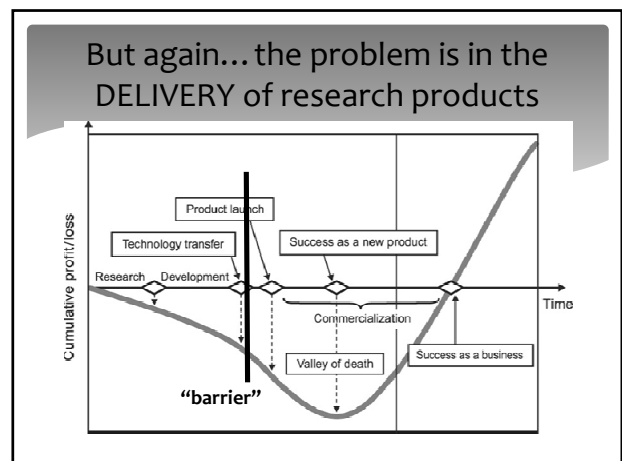 But again... the problem is in the
DELIVERY of research products
Cumulative profit/loss
Product launch
Technology transfer
Success as a new product
Research
Development
Time
Commercialization
Valley of death
Success as a business
“barrier”